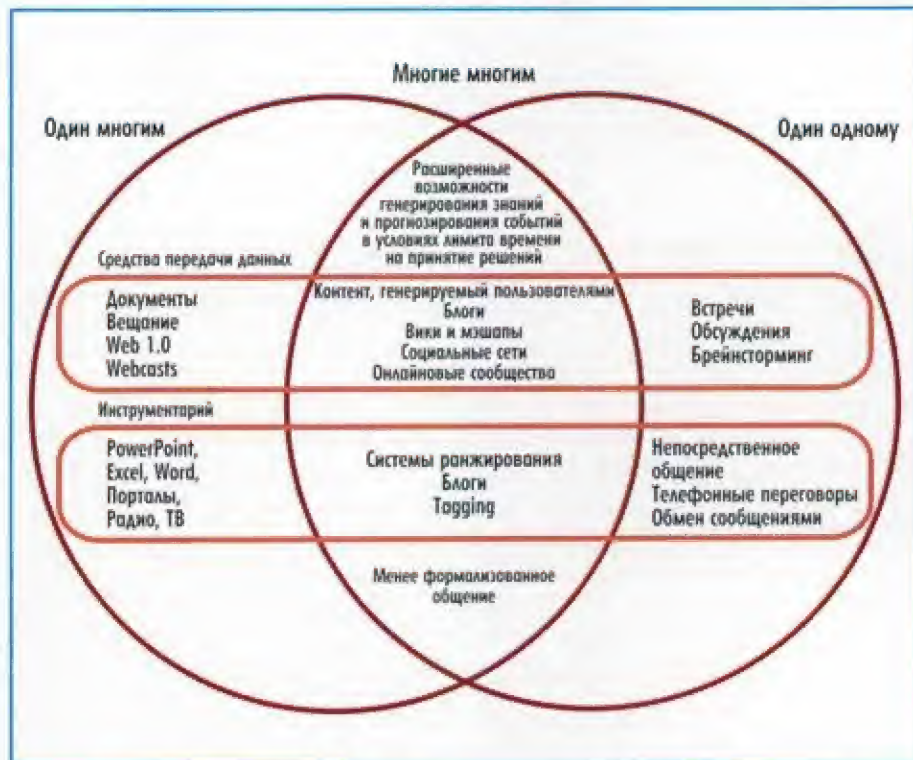 Многие многим
Один многим
Один одному
Расширенные
возможности
генерирования знаний
и прогнозирования событий
в условиях лимита времени
на принятие решений
Средства передачи данных
Документы
Вещание
Web 1.0
Webcasts
Контент, генерируемый пользователями
Блоги
Вики и мэшапы
Социальные сети
Онлайновые сообщества
Встречи
Обсуждения
Брейнсторминг
Инструментарий
PowerPoint,
Excel, Word,
Порталы,
Радио, ТВ
Системы ранжирования
Блоги
Tagging
Непосредственное
общение
Телефонные переговоры
Обмен сообщениями
Менее формализованное
общение